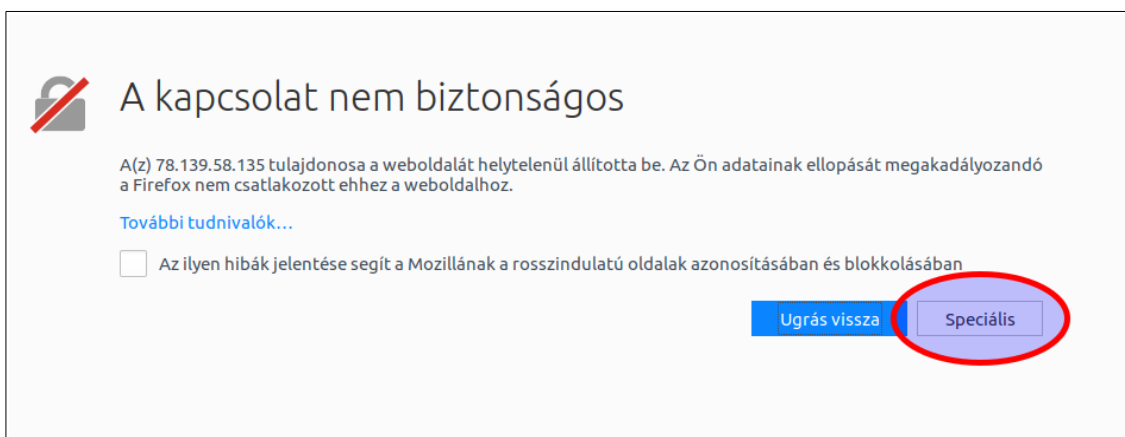 A kapcsolat nem biztonságos
A(z) 78.139.58.135 tulajdonosa a weboldalát helytelenül állította be. Az Ön adatainak ellopását megakadályozandó
a Firefox nem csatlakozott ehhez a weboldalhoz.
További tudnivalók…
Az ilyen hibák jelentése segít a Mozillának a rosszindulatú oldalak azonosításában és blokkolásában
Ugrás vissza Speciális